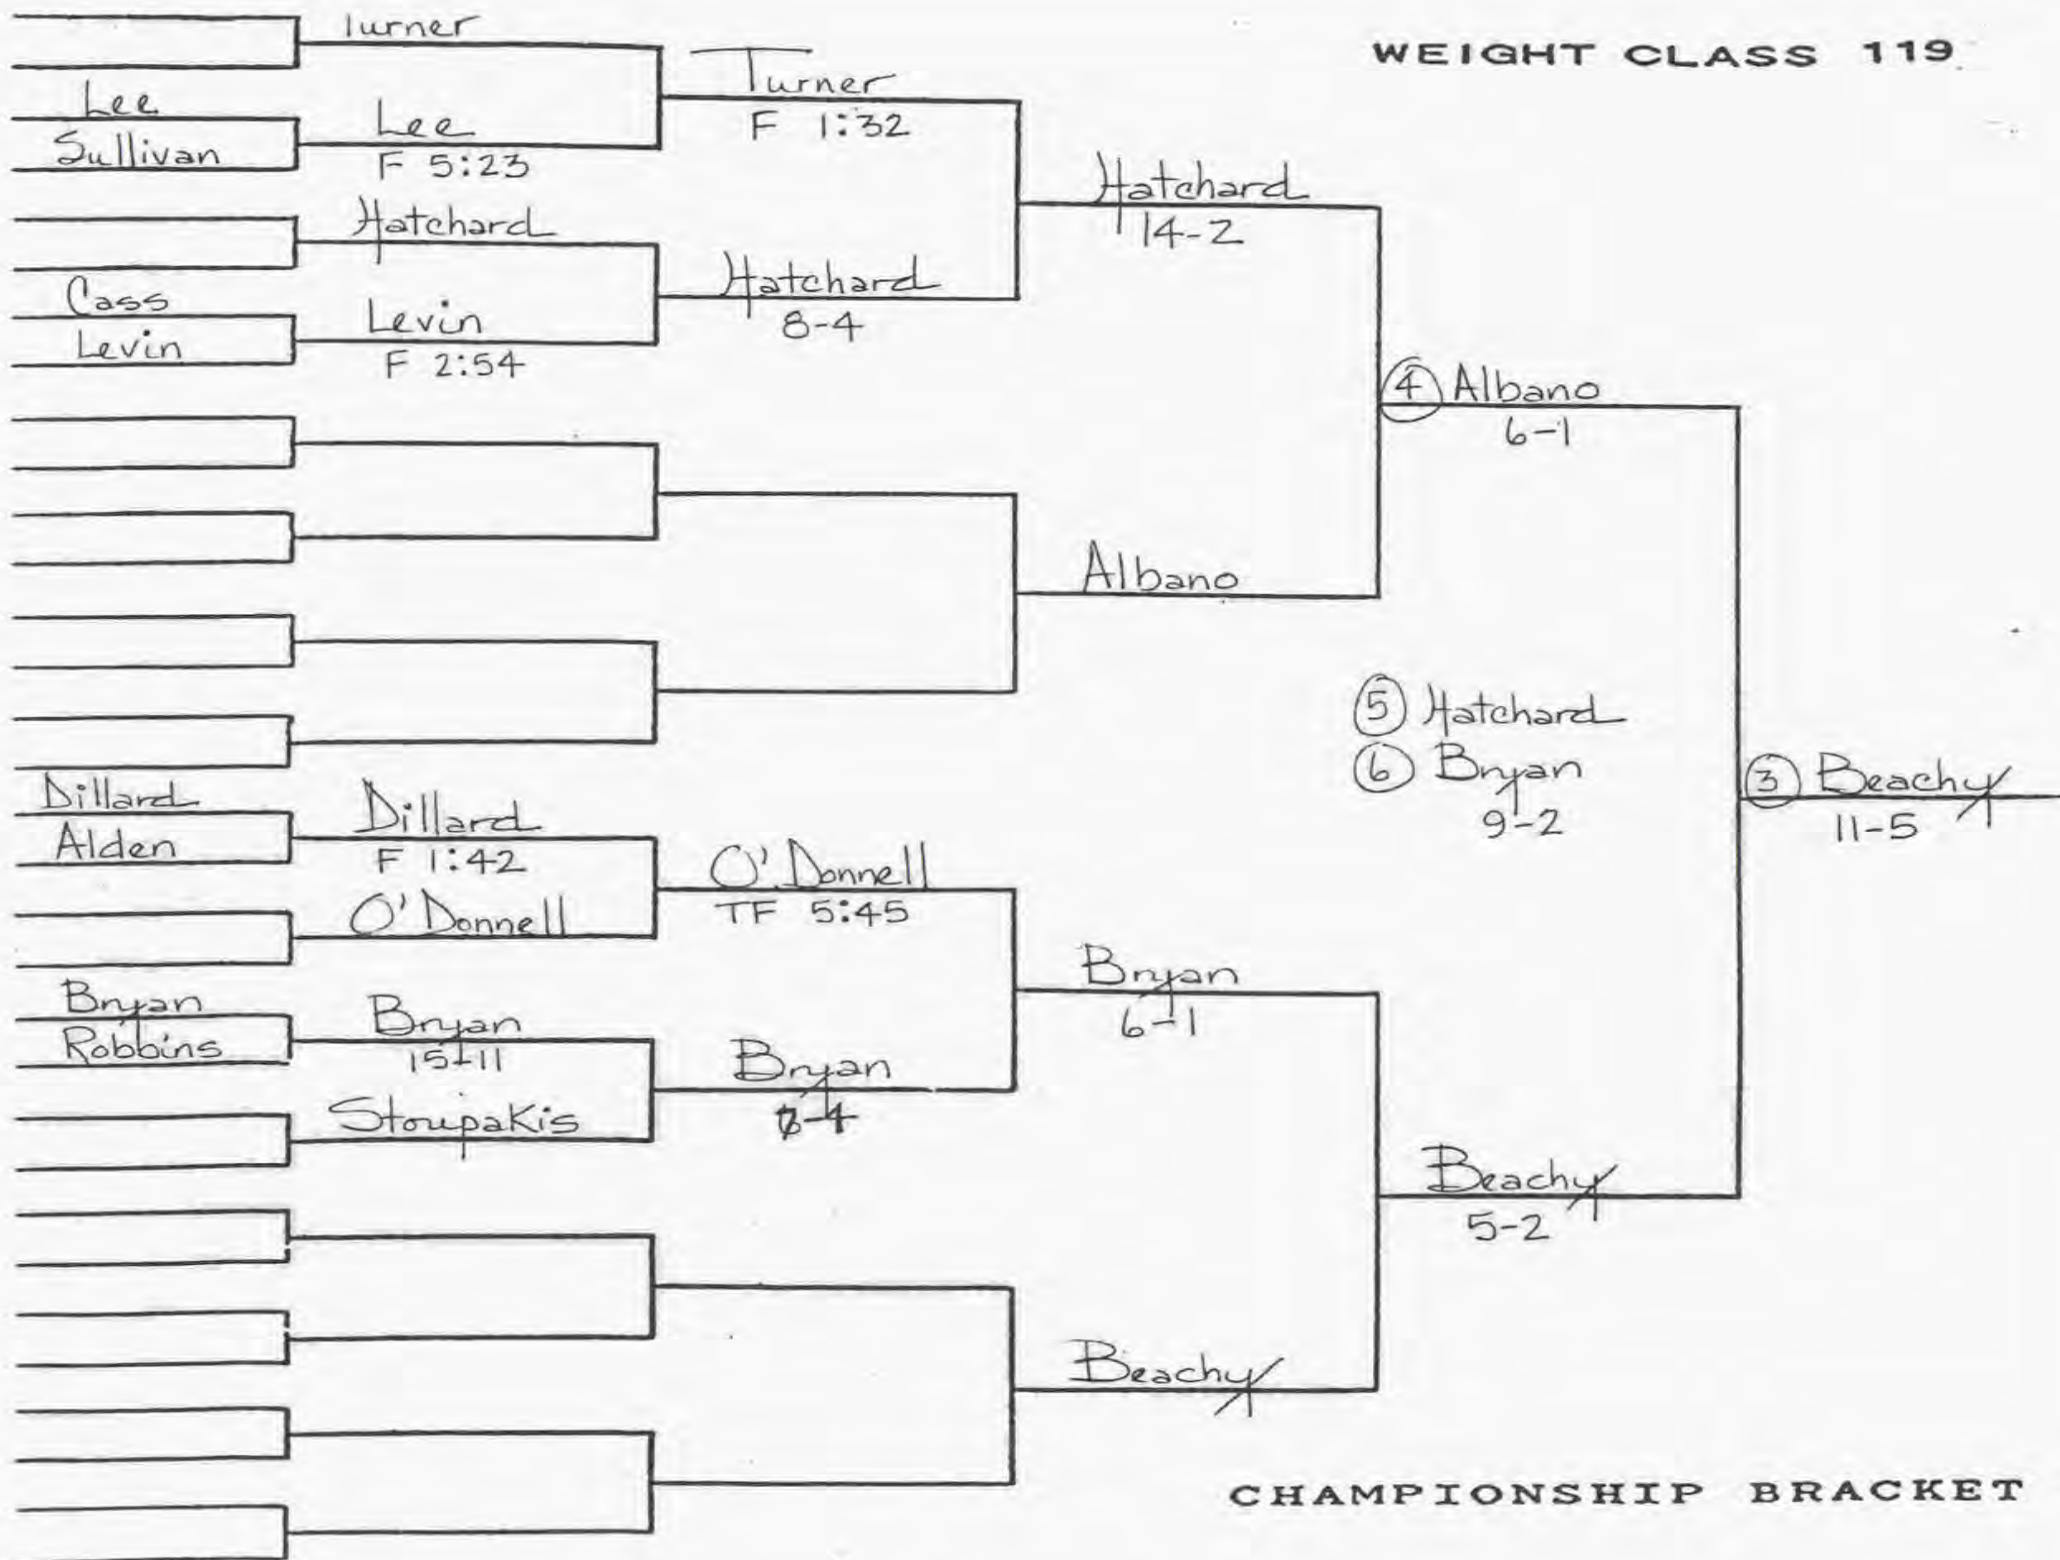 WEIGHT CLASS 119
Turner
Lee
Sullivan
Lee
F 5:23
Turner
F 1:32
Hatchard
Cass
Levin
Levin
F 2:54
Hatchard
8-4
Hatchard
14-2
Albano
④ Albano
6-1
⑤ Hatchard
⑥ Bryan
9-2
Dillard
Alden
Dillard
F 1:42
O'Donnell
O'Donnell
TF 5:45
Bryan
Robbins
Bryan
15-11
Stoupakis
Bryan
Bryan
6-1
Beachy
Beachy
5-2
③ Beachy
11-5
CHAMPIONSHIP BRACKET